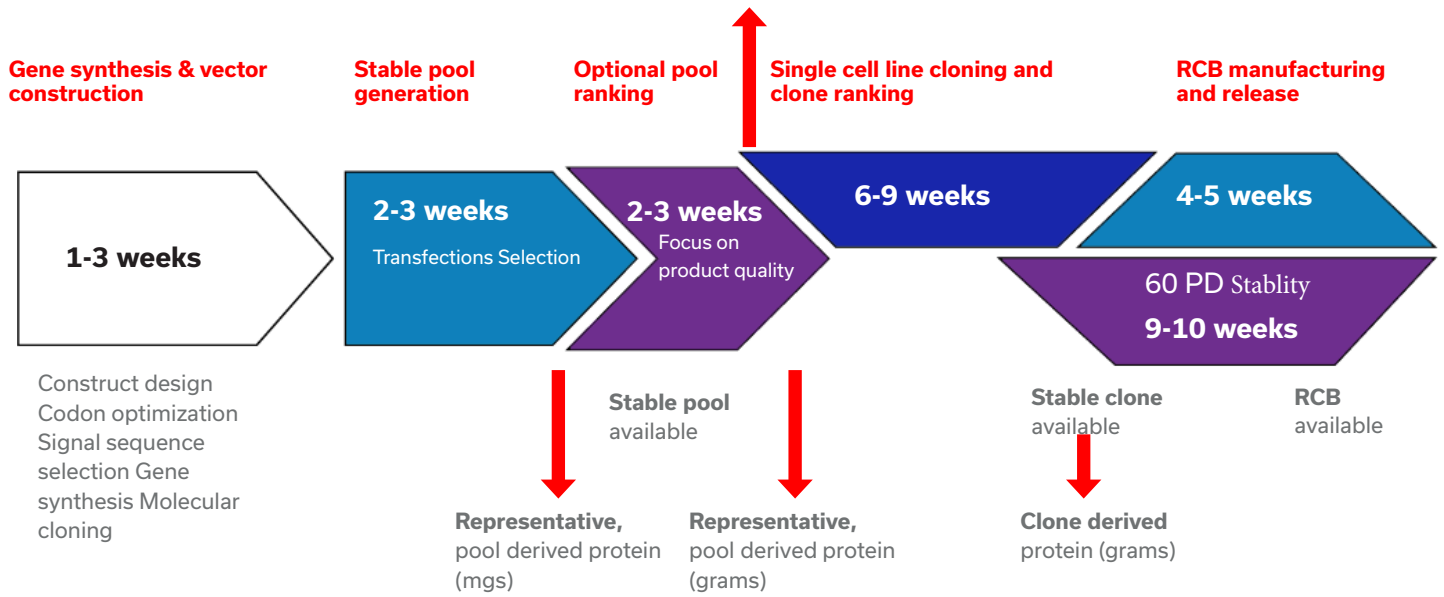 Gene synthesis & vector
construction
Stable pool
generation
Optional pool
ranking
Single cell line cloning and
clone ranking
RCB manufacturing
and release
1-3 weeks
2-3 weeks
Transfections Selection
2-3 weeks
Focus on
product quality
6-9 weeks
4-5 weeks
60 PD Stablity
9-10 weeks
Construct design
Codon optimization
Signal sequence
selection Gene
synthesis Molecular
cloning
Stable pool
available
Stable clone
available
RCB
available
Representative,
pool derived protein
(mgs)
Representative,
pool derived protein
(grams)
Clone derived
protein (grams)